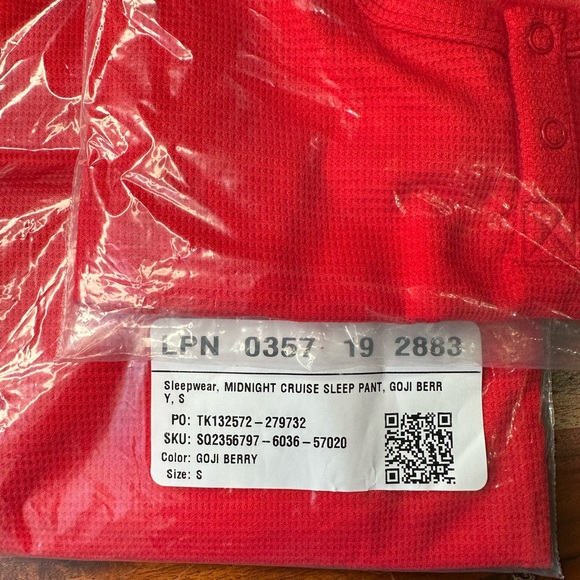 LPN 0357 19 2883
Sleepwear, MIDNIGHT CRUISE SLEEP PANT, GOJI BERR
Y, S
PO: TK132572-279732
SKU: SQ2356797-6036-57020
Color: GOJI BERRY
Size: S